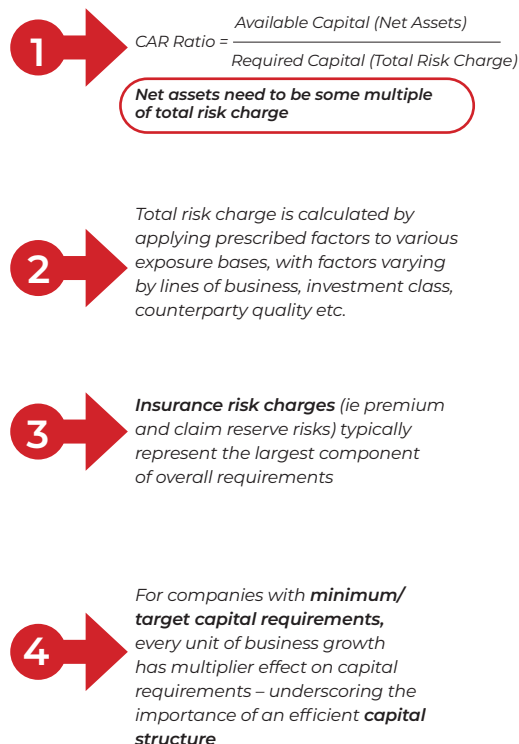 1
CAR Ratio = Available Capital (Net Assets)
Required Capital (Total Risk Charge)
Net assets need to be some multiple
of total risk charge
2
Total risk charge is calculated by
applying prescribed factors to various
exposure bases, with factors varying
by lines of business, investment class,
counterparty quality etc.
3
Insurance risk charges (ie premium
and claim reserve risks) typically
represent the largest component
of overall requirements
4
For companies with minimum/
target capital requirements,
every unit of business growth
has multiplier effect on capital
requirements – underscoring the
importance of an efficient capital
structure